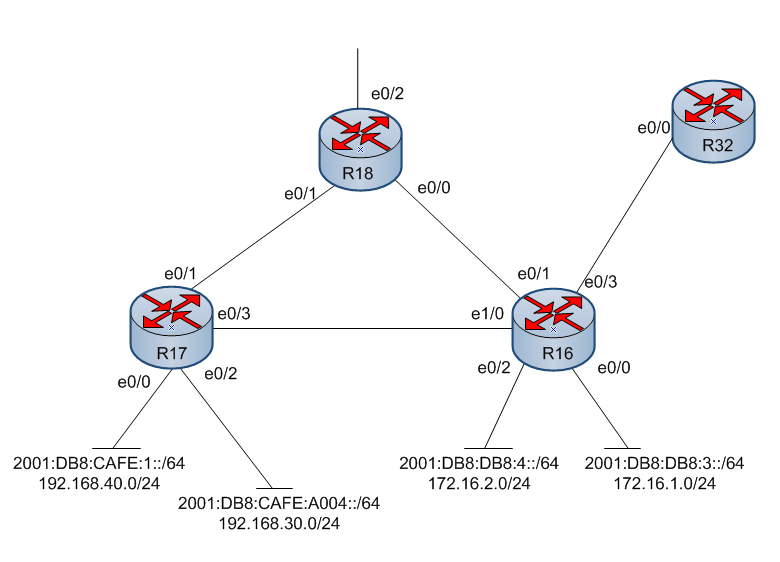 e0/2
R18
e0/0
R32
e0/1
e0/0
e0/1
e0/1
e0/3
R17
e0/3
e1/0
R16
e0/0
e0/2
e0/2
e0/0
2001:DB8:CAFE:1::/64
192.168.40.0/24
2001:DB8:CAFE:A004::/64
192.168.30.0/24
2001:DB8:DB8:4::/64
172.16.2.0/24
2001:DB8:DB8:3::/64
172.16.1.0/24